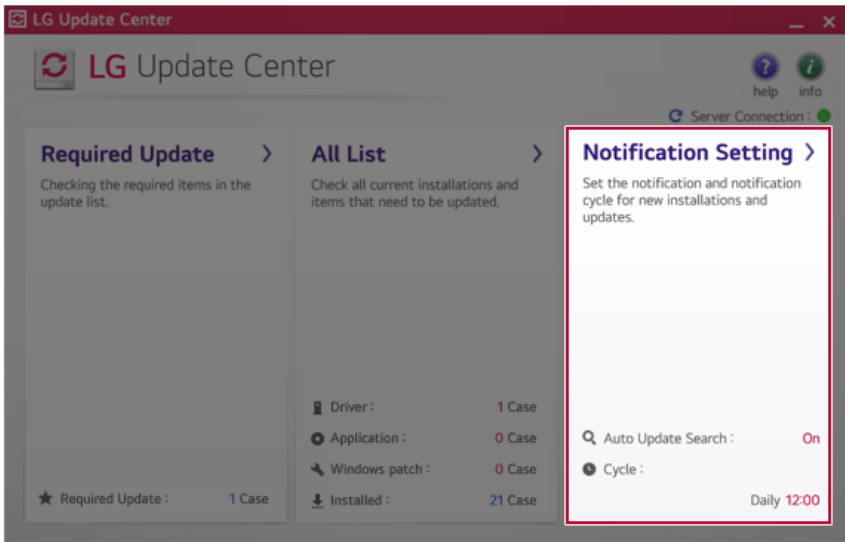 LG Update Center
LG Update Center
help
info
Server Connection :
Required Update
Checking the required items in the
update list.
Required Update : 1 Case
All List
Check all current installations and
items that need to be updated.
Driver : 1 Case
Application : 0 Case
Windows patch : 0 Case
Installed : 21 Case
Notification Setting
Set the notification and notification
cycle for new installations and
updates.
Auto Update Search : On
Cycle :
Daily 12:00